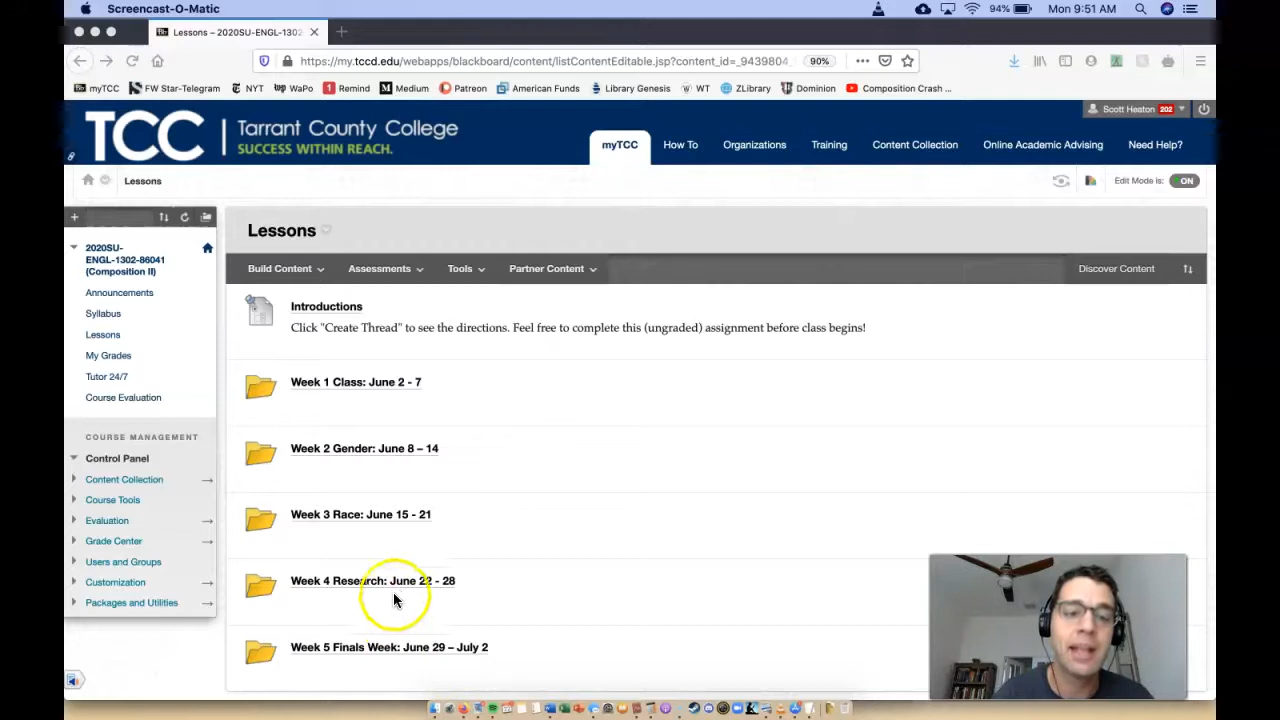 Screencast-O-Matic
94%
Mon 9:51 AM
Bb Lessons – 2020SU-ENGL-1302
https://my.tccd.edu/webapps/blackboard/content/listContentEditable.jsp?content_id=_9439804_
90%
Bb myTCC
FW Star-Telegram
NYT
WaPo
Remind
Medium
Patreon
American Funds
Library Genesis
WT
ZLibrary
Dominion
Composition Crash ...
TCC
Tarrant County College
SUCCESS WITHIN REACH.
Scott Heaton 202
myTCC
How To
Organizations
Training
Content Collection
Online Academic Advising
Need Help?
Lessons
Edit Mode is: ON
2020SU-
ENGL-1302-86041
(Composition II)
Announcements
Syllabus
Lessons
My Grades
Tutor 24/7
Course Evaluation
COURSE MANAGEMENT
Control Panel
Content Collection
Course Tools
Evaluation
Grade Center
Users and Groups
Customization
Packages and Utilities
Lessons
Build Content
Assessments
Tools
Partner Content
Discover Content
Introductions
Click "Create Thread" to see the directions. Feel free to complete this (ungraded) assignment before class begins!
Week 1 Class: June 2 - 7
Week 2 Gender: June 8 – 14
Week 3 Race: June 15 - 21
Week 4 Research: June 22 - 28
Week 5 Finals Week: June 29 – July 2